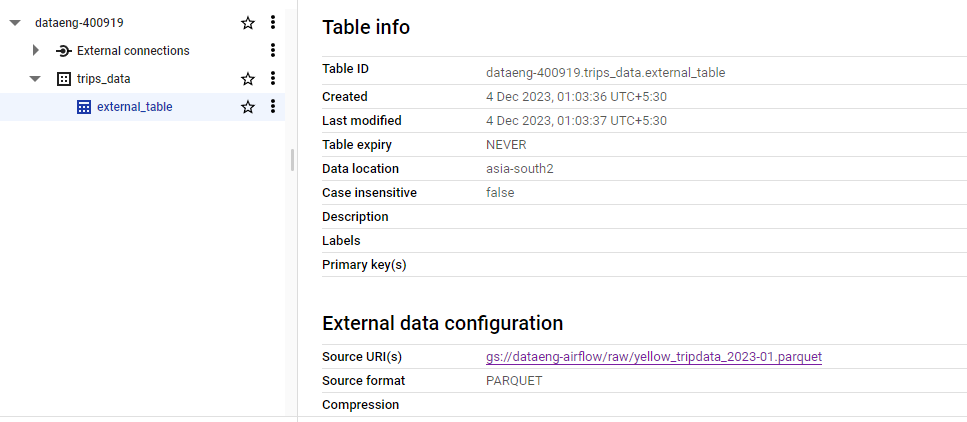 dataeng-400919
External connections
trips_data
external_table
Table info
Table ID dataeng-400919.trips_data.external_table
Created 4 Dec 2023, 01:03:36 UTC+5:30
Last modified 4 Dec 2023, 01:03:37 UTC+5:30
Table expiry NEVER
Data location asia-south2
Case insensitive false
Description
Labels
Primary key(s)
External data configuration
Source URI(s) gs://dataeng-airflow/raw/yellow_tripdata_2023-01.parquet
Source format PARQUET
Compression